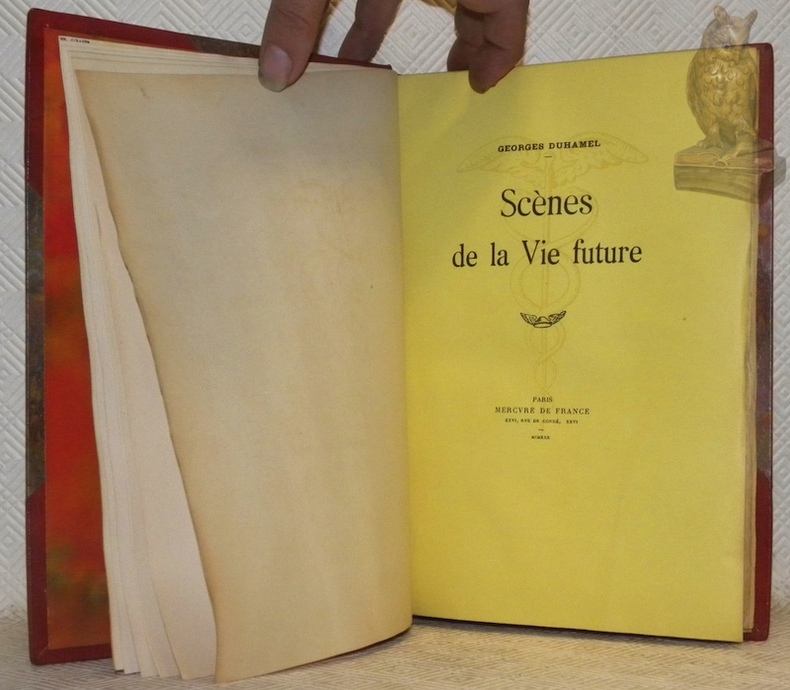 GEORGES DUHAMEL
Scènes
de la Vie future
PARIS
MERCVRE DE FRANCE
XXVI, RVE DE CONDÉ, XXVI
MCMXXX